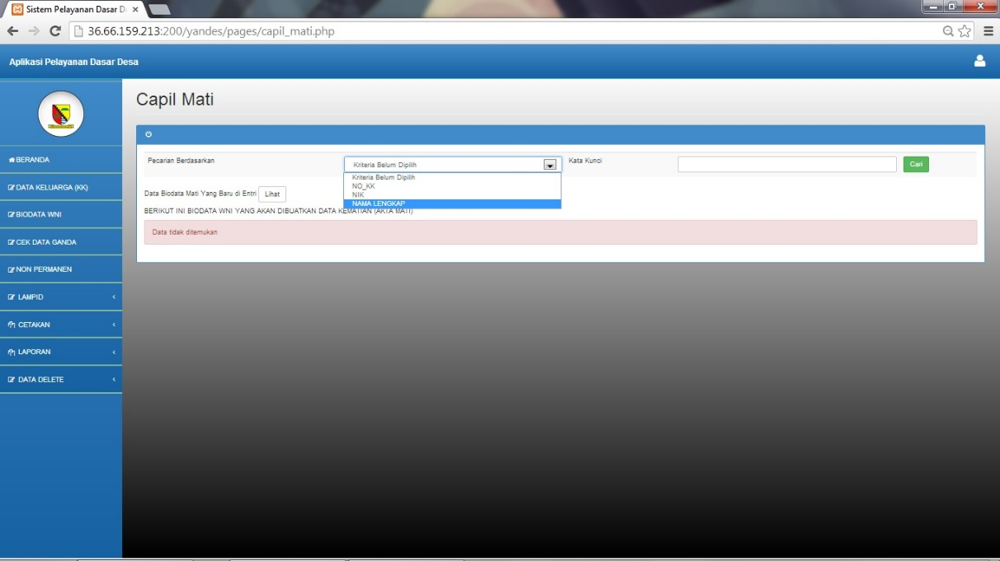 Sistem Pelayanan Dasar D
36.66.159.213:200/yandes/pages/capil_mati.php
Aplikasi Pelayanan Dasar Desa
Capil Mati
BERANDA
DATA KELUARGA (KK)
BIODATA WNI
CEK DATA GANDA
NON PERMANEN
LAMPID
CETAKAN
LAPORAN
DATA DELETE
Pecarian Berdasarkan
Kriteria Belum Dipilih
Kriteria Belum Dipilih
NO_KK
NIK
NAMA LENGKAP
Kata Kunci
Cari
Data Biodata Mati Yang Baru di Entri Lihat
BERIKUT INI BIODATA WNI YANG AKAN DIBUATKAN DATA KEMATIAN (AKTA MATI)
Data tidak ditemukan